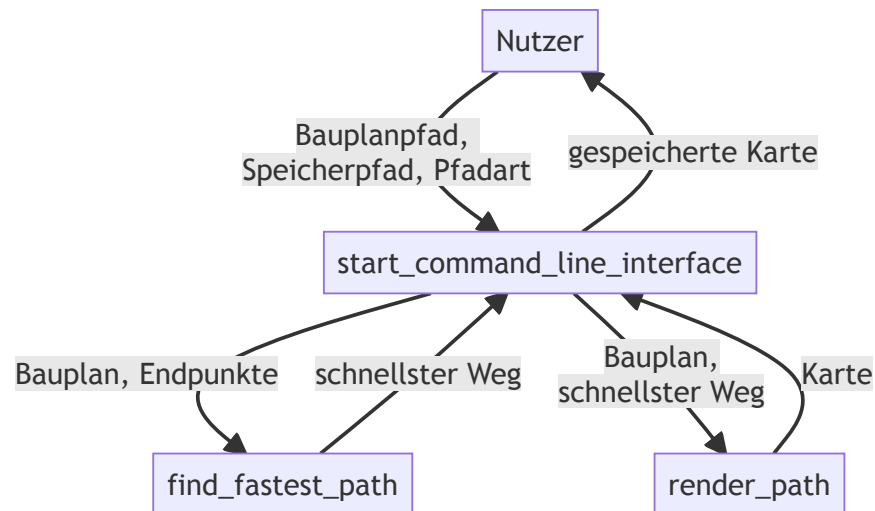 Nutzer
Bauplanpfad,
Speicherpfad, Pfadart
gespeicherte Karte
start_command_line_interface
Bauplan, Endpunkte
schnellster Weg
Bauplan,
schnellster Weg
Karte
find_fastest_path
render_path